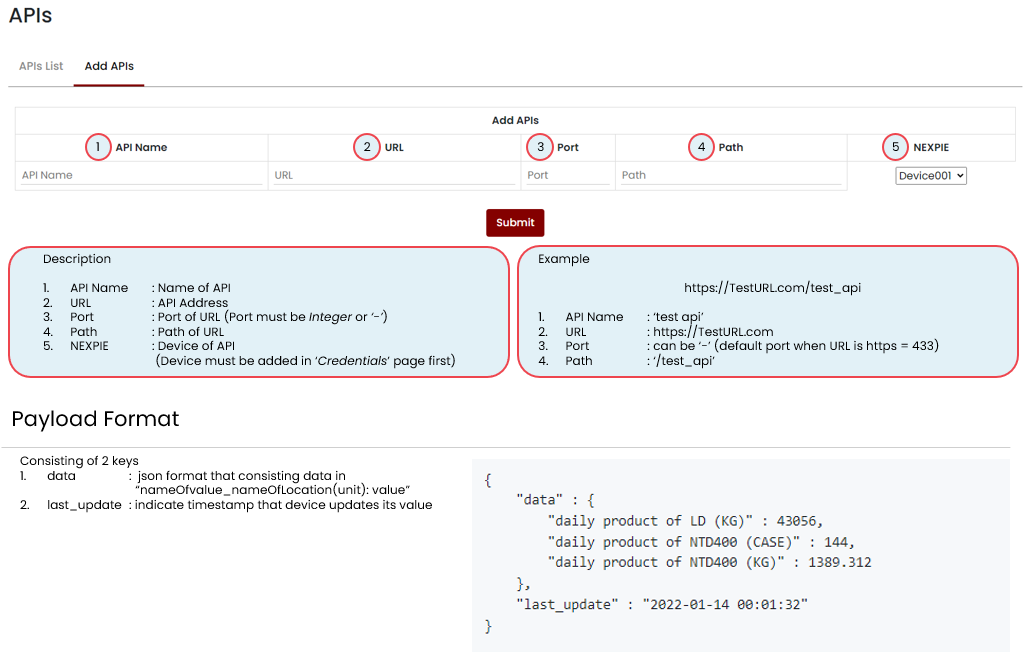 APIs
APIs List Add APIs
Add APIs
1 API Name 2 URL 3 Port 4 Path 5 NEXPIE
API Name URL Port Path Device001
Submit
Description
1. API Name : Name of API
2. URL : API Address
3. Port : Port of URL (Port must be Integer or ‘-’)
4. Path : Path of URL
5. NEXPIE : Device of API
(Device must be added in ‘Credentials’ page first)
Example
https://TestURL.com/test_api
1. API Name : ‘test api’
2. URL : https://TestURL.com
3. Port : can be ‘-’ (default port when URL is https = 433)
4. Path : ‘/test_api’
Payload Format
Consisting of 2 keys
1. data : json format that consisting data in
“nameOfvalue_nameOfLocation(unit): value”
2. last_update : indicate timestamp that device updates its value
{
"data" : {
"daily product of LD (KG)" : 43056,
"daily product of NTD400 (CASE)" : 144,
"daily product of NTD400 (KG)" : 1389.312
},
"last_update" : "2022-01-14 00:01:32"
}